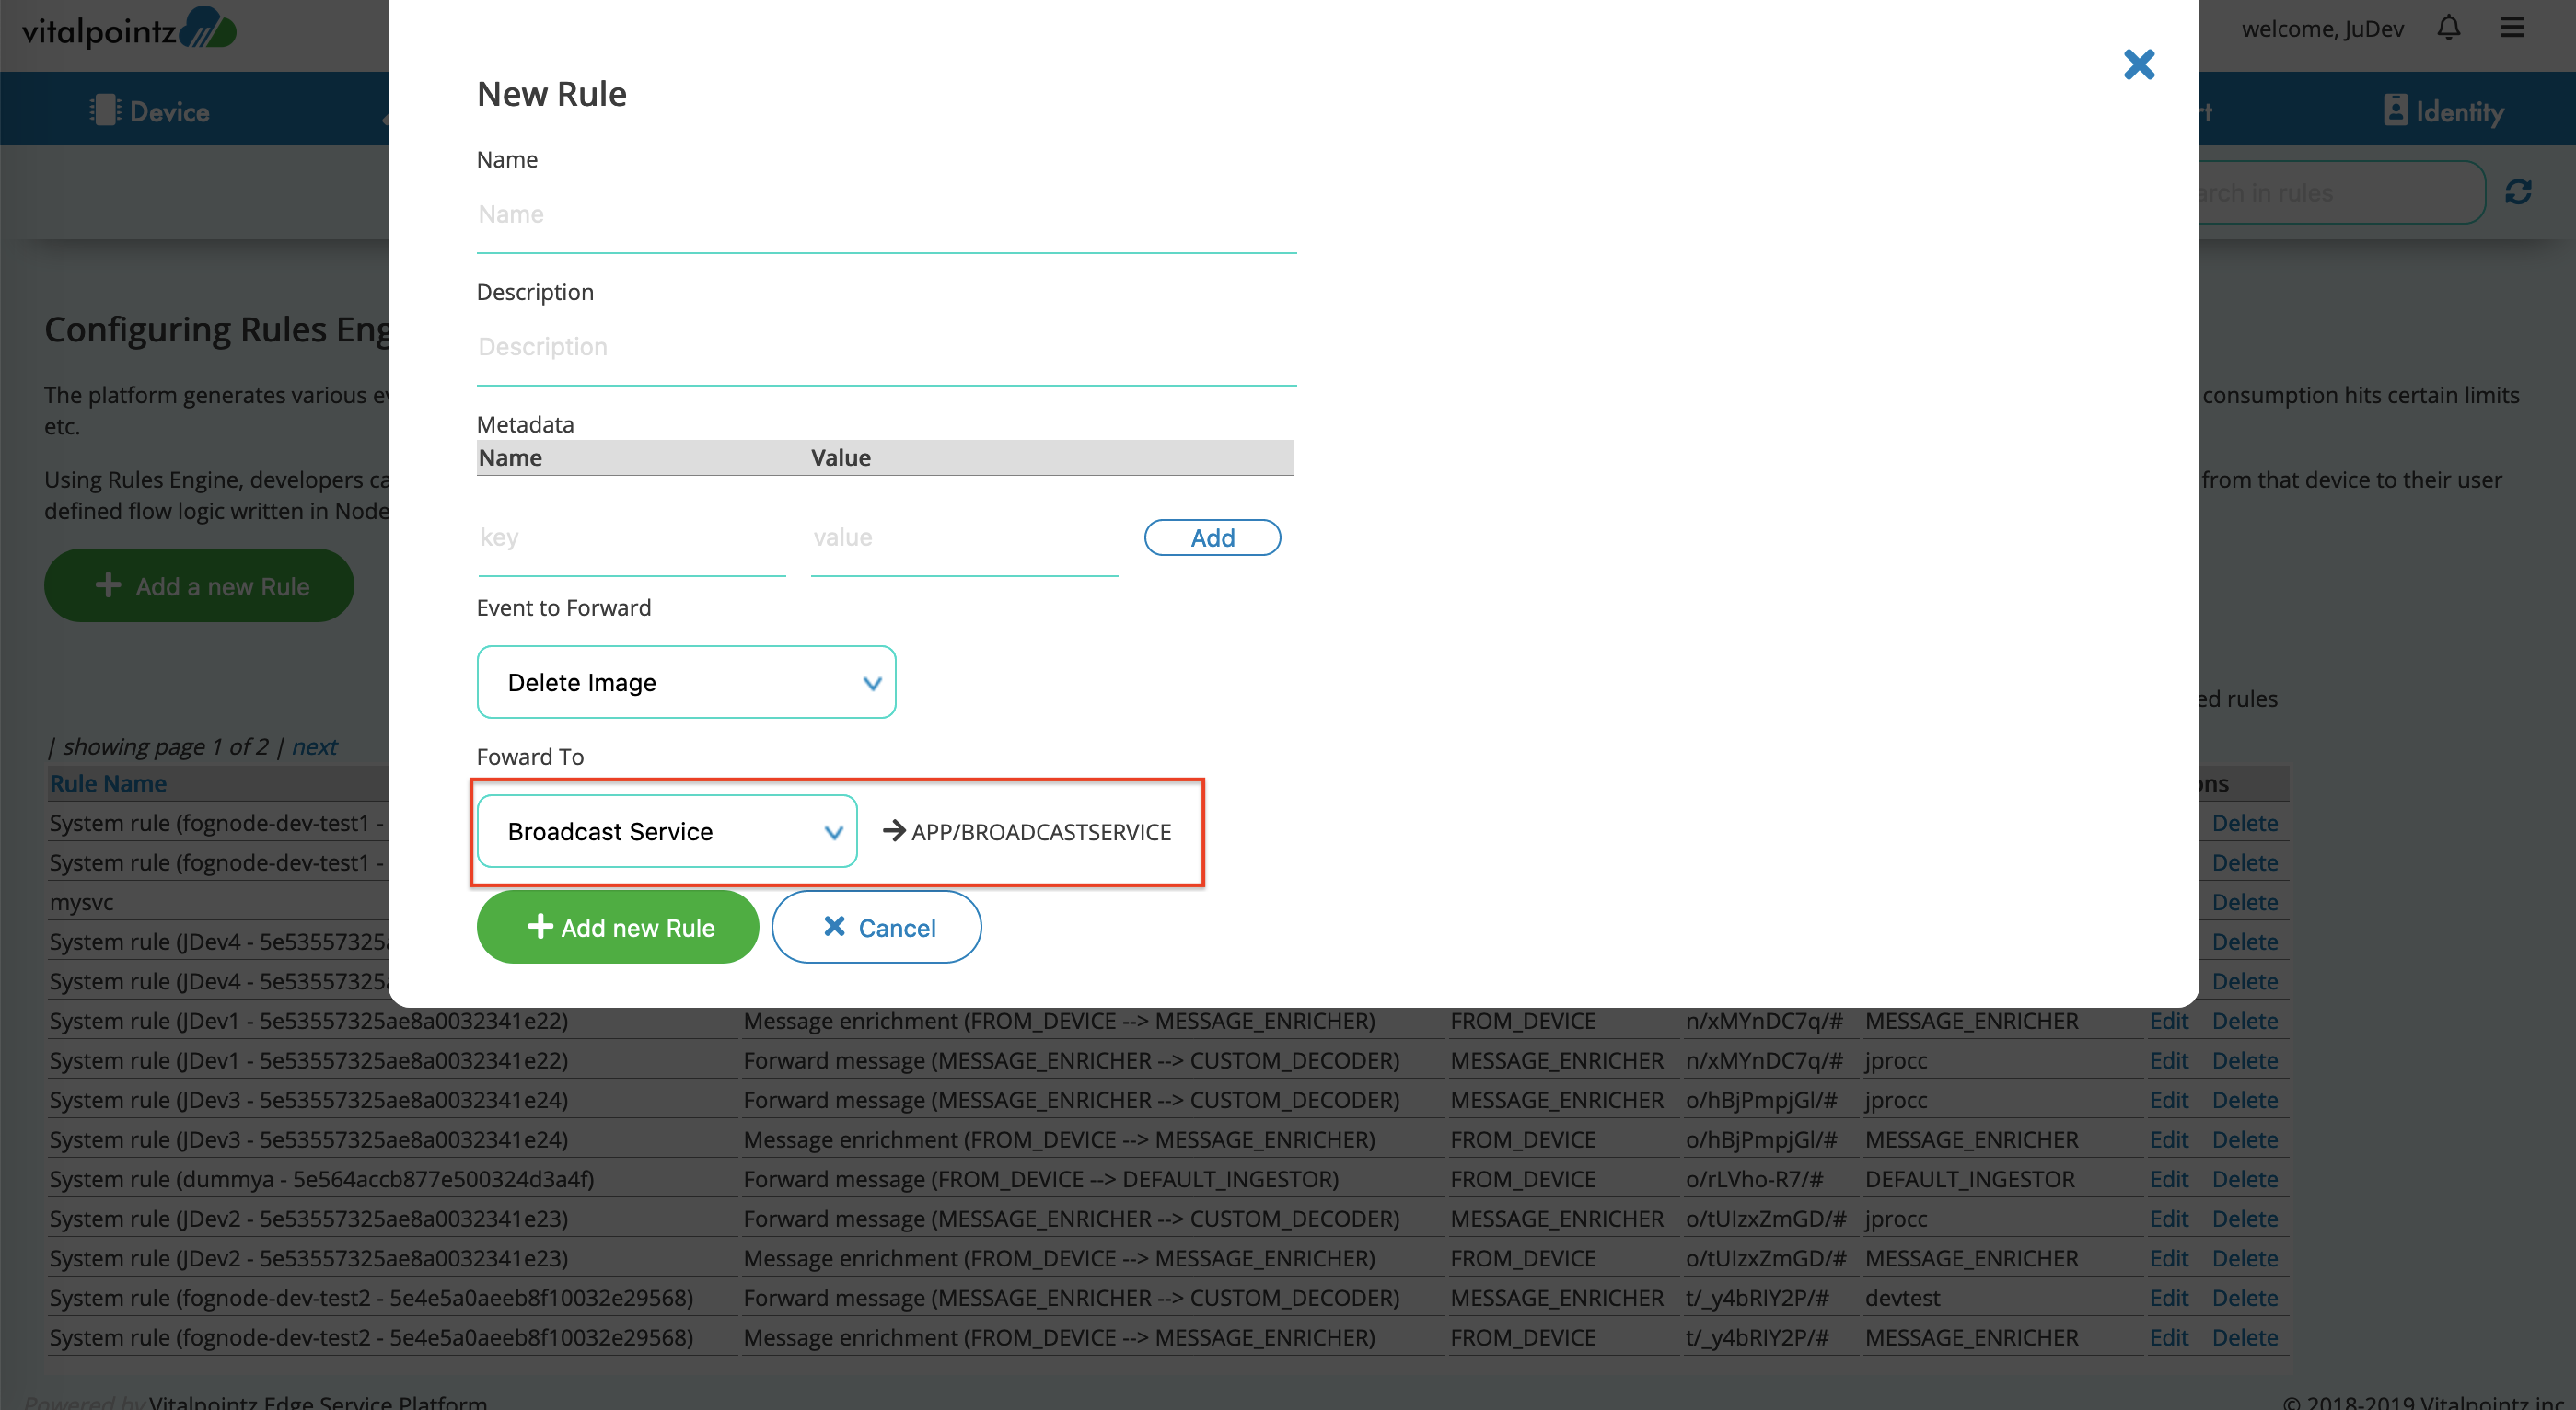 vitalpointz
welcome, JuDev
Device
Identity
New Rule
Name
Name
Description
Description
Metadata
Name Value
key value Add
Event to Forward
Delete Image
Foward To
Broadcast Service → APP/BROADCASTSERVICE
+ Add new Rule × Cancel
arch in rules
Configuring Rules Eng
The platform generates various consumption hits certain limits
etc.
Using Rules Engine, developers ca from that device to their user
defined flow logic written in Node
+ Add a new Rule
ed rules
| showing page 1 of 2 | next
Rule Name ons
System rule (fognode-dev-test1 - Delete
System rule (fognode-dev-test1 - Delete
mysvc Delete
System rule (JDev4 - 5e53557325 Delete
System rule (JDev4 - 5e53557325 Delete
System rule (JDev1 - 5e53557325ae8a0032341e22) Message enrichment (FROM_DEVICE --> MESSAGE_ENRICHER) FROM_DEVICE n/xMYnDC7q/# MESSAGE_ENRICHER Edit Delete
System rule (JDev1 - 5e53557325ae8a0032341e22) Forward message (MESSAGE_ENRICHER --> CUSTOM_DECODER) MESSAGE_ENRICHER n/xMYnDC7q/# jprocc Edit Delete
System rule (JDev3 - 5e53557325ae8a0032341e24) Forward message (MESSAGE_ENRICHER --> CUSTOM_DECODER) MESSAGE_ENRICHER o/hBjPmpjGl/# jprocc Edit Delete
System rule (JDev3 - 5e53557325ae8a0032341e24) Message enrichment (FROM_DEVICE --> MESSAGE_ENRICHER) FROM_DEVICE o/hBjPmpjGl/# MESSAGE_ENRICHER Edit Delete
System rule (dummya - 5e564accb877e500324d3a4f) Forward message (FROM_DEVICE --> DEFAULT_INGESTOR) FROM_DEVICE o/rLVho-R7/# DEFAULT_INGESTOR Edit Delete
System rule (JDev2 - 5e53557325ae8a0032341e23) Forward message (MESSAGE_ENRICHER --> CUSTOM_DECODER) MESSAGE_ENRICHER o/tUIzxZmGD/# jprocc Edit Delete
System rule (JDev2 - 5e53557325ae8a0032341e23) Message enrichment (FROM_DEVICE --> MESSAGE_ENRICHER) FROM_DEVICE o/tUIzxZmGD/# MESSAGE_ENRICHER Edit Delete
System rule (fognode-dev-test2 - 5e4e5a0aeeb8f10032e29568) Forward message (MESSAGE_ENRICHER --> CUSTOM_DECODER) MESSAGE_ENRICHER t/_y4bRIY2P/# devtest Edit Delete
System rule (fognode-dev-test2 - 5e4e5a0aeeb8f10032e29568) Message enrichment (FROM_DEVICE --> MESSAGE_ENRICHER) FROM_DEVICE t/_y4bRIY2P/# MESSAGE_ENRICHER Edit Delete
Powered by Vitalpointz Edge Service Platform © 2018-2019 Vitalpointz inc